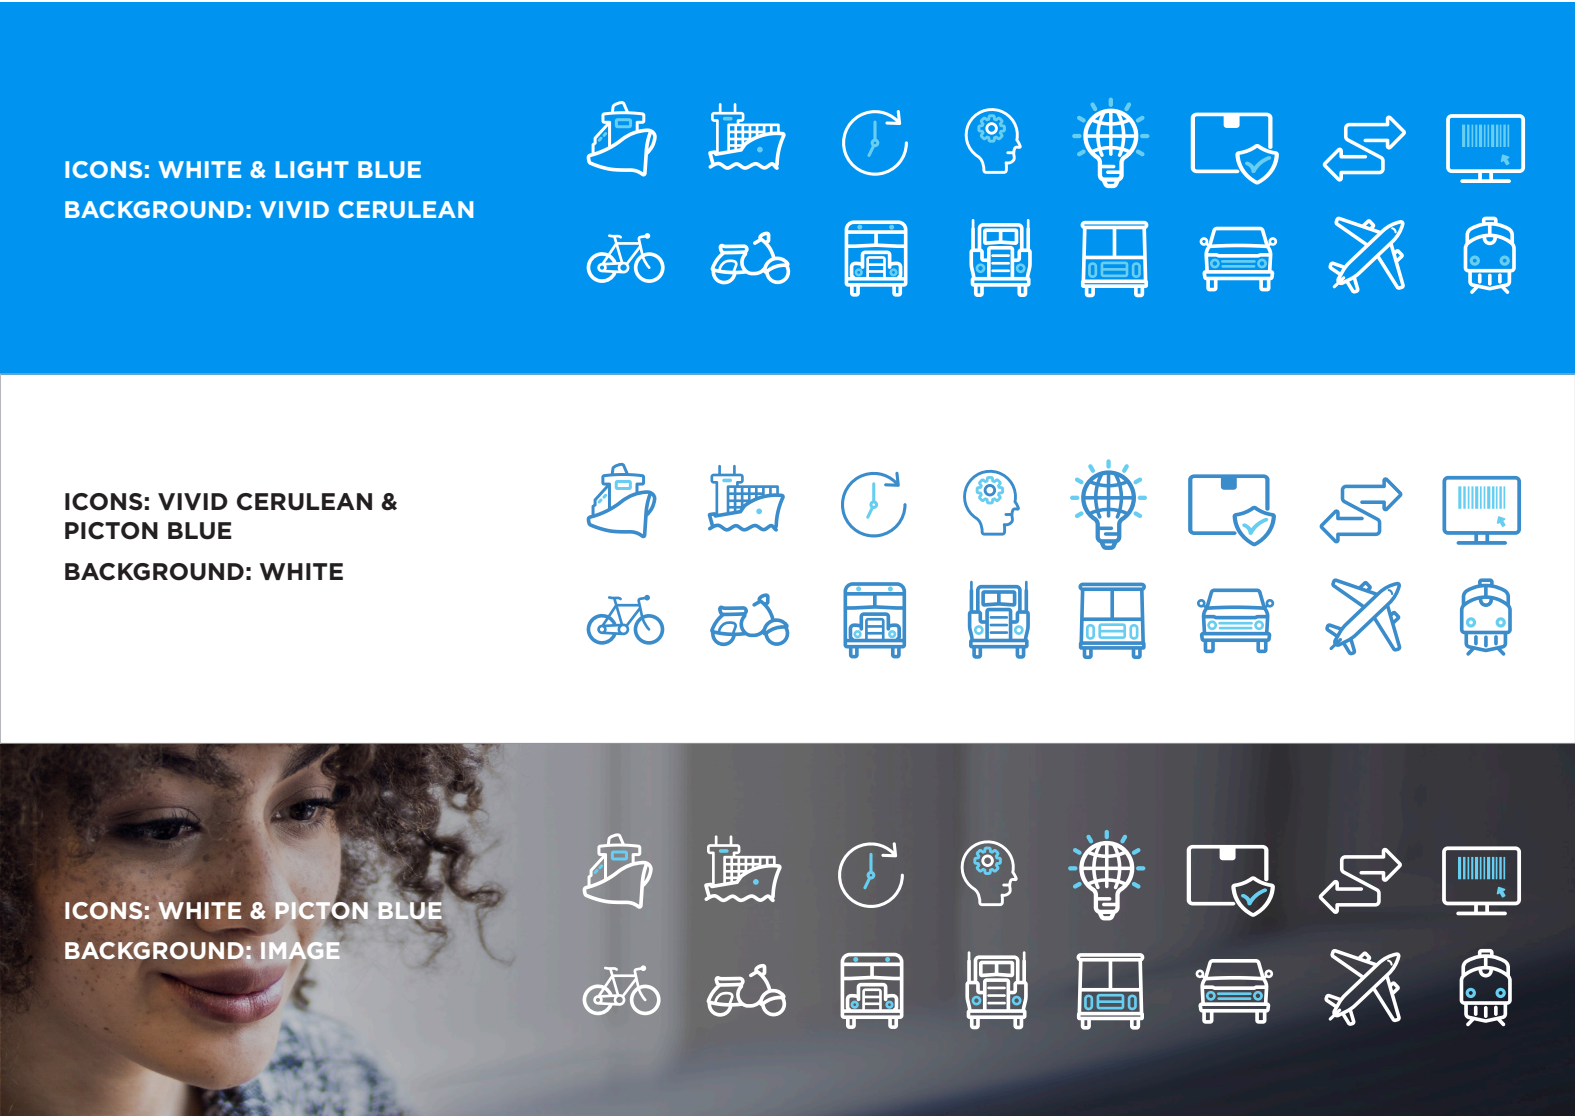 ICONS: WHITE & LIGHT BLUE
BACKGROUND: VIVID CERULEAN
ICONS: VIVID CERULEAN &
PICTON BLUE
BACKGROUND: WHITE
ICONS: WHITE & PICTON BLUE
BACKGROUND: IMAGE